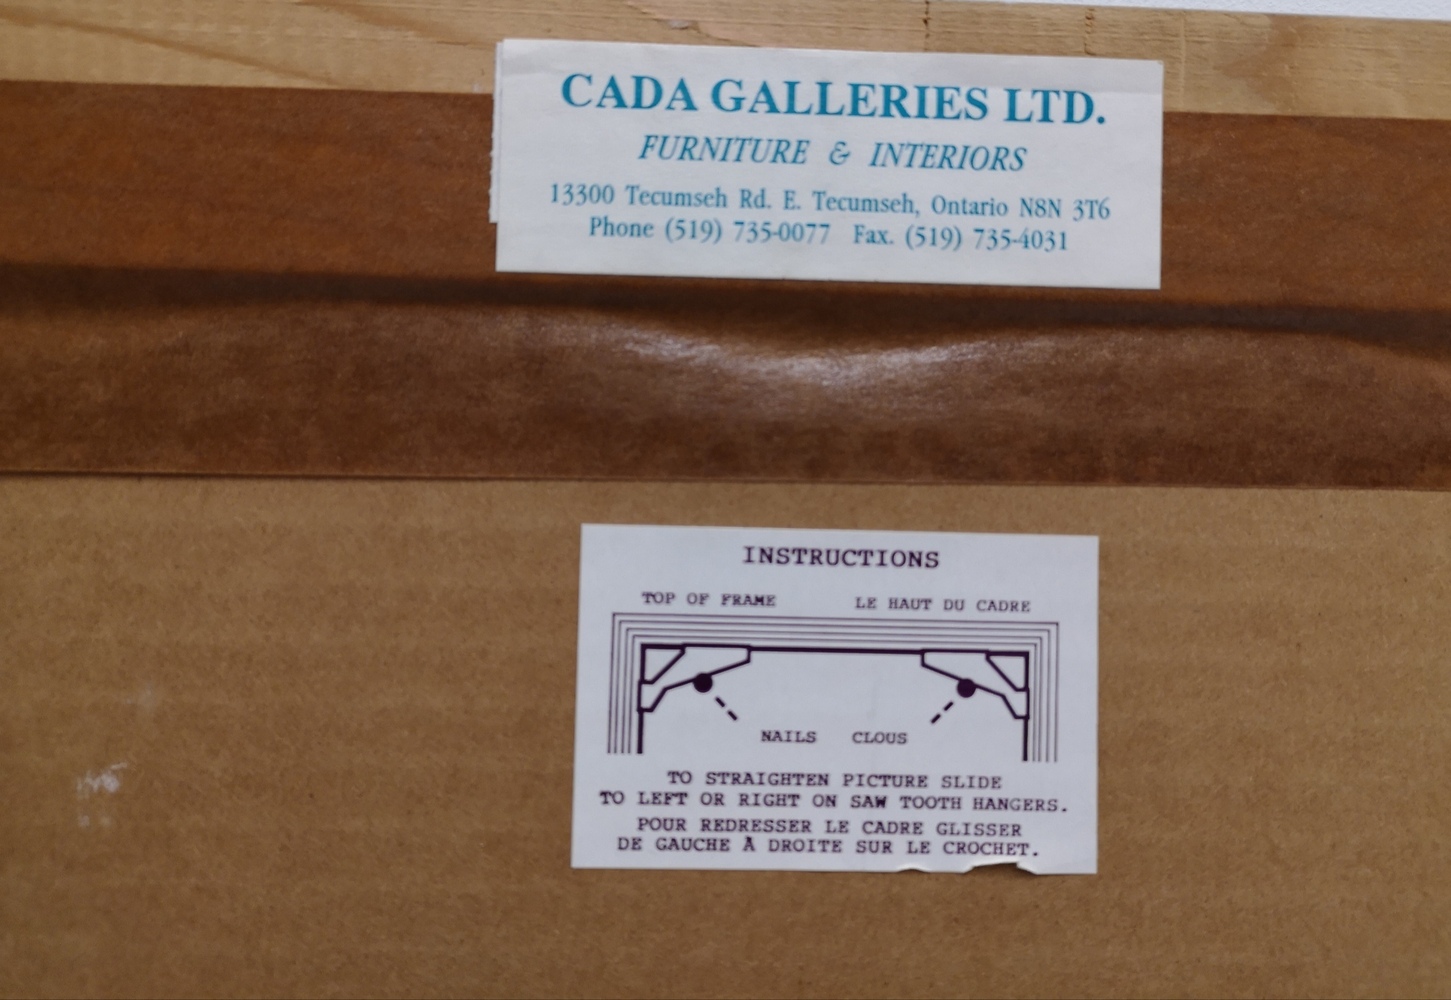 CADA GALLERIES LTD.
FURNITURE & INTERIORS
13300 Tecumseh Rd. E. Tecumseh, Ontario N8N 3T6
Phone (519) 735-0077 Fax. (519) 735-4031
INSTRUCTIONS
TOP OF FRAME LE HAUT DU CADRE
NAILS CLOUS
TO STRAIGHTEN PICTURE SLIDE
TO LEFT OR RIGHT ON SAW TOOTH HANGERS.
POUR REDRESSER LE CADRE GLISSER
DE GAUCHE À DROITE SUR LE CROCHET.